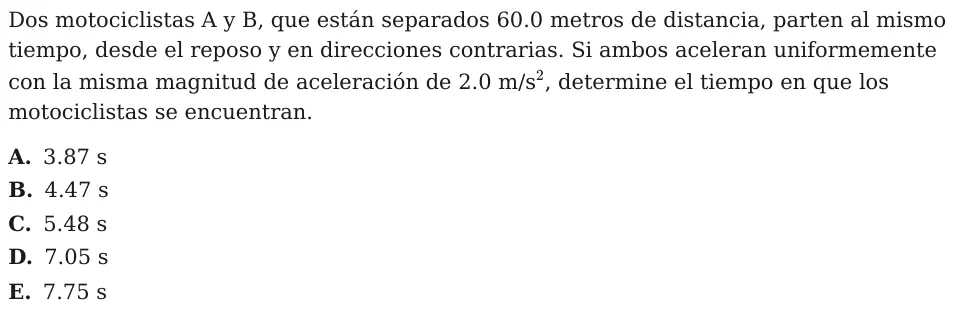 Dos motociclistas A y B, que están separados 60.0 metros de distancia, parten al mismo
tiempo, desde el reposo y en direcciones contrarias. Si ambos aceleran uniformemente
con la misma magnitud de aceleración de 2.0 m/s², determine el tiempo en que los
motociclistas se encuentran.
A. 3.87 s
B. 4.47 s
C. 5.48 s
D. 7.05 s
E. 7.75 s